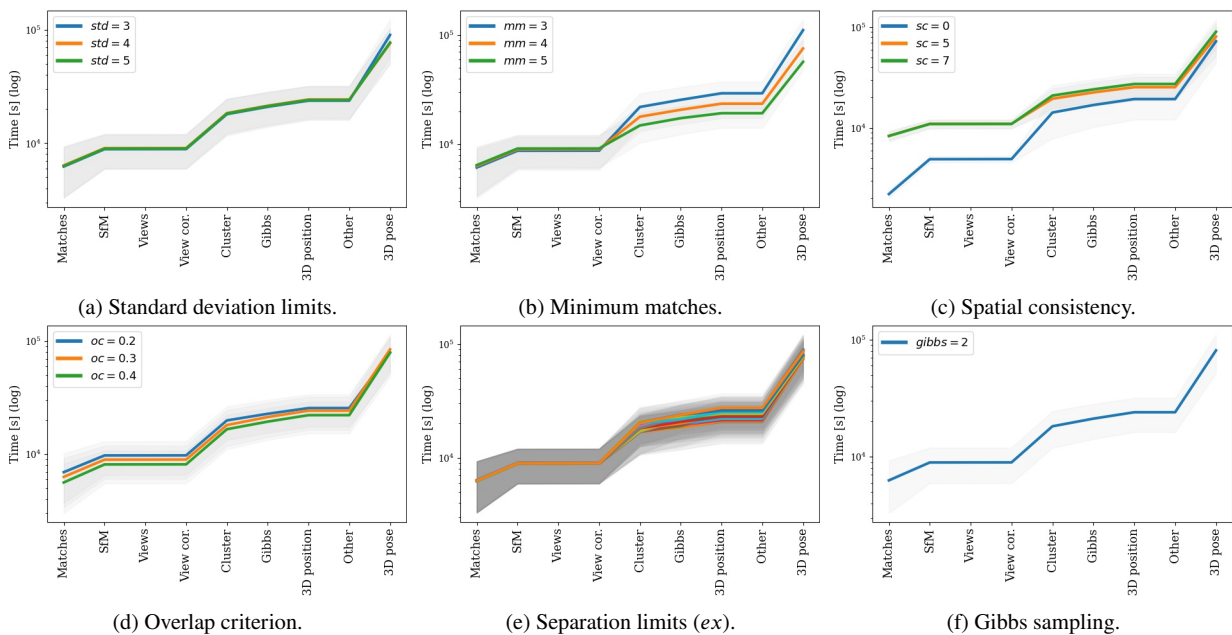 10^5
10^4
Time [s] (log)
std = 3
std = 4
std = 5
Matches
SfM
Views
View cor.
Cluster
Gibbs
3D position
Other
3D pose
(a) Standard deviation limits.
10^5
10^4
Time [s] (log)
mm = 3
mm = 4
mm = 5
Matches
SfM
Views
View cor.
Cluster
Gibbs
3D position
Other
3D pose
(b) Minimum matches.
10^5
10^4
Time [s] (log)
sc = 0
sc = 5
sc = 7
Matches
SfM
Views
View cor.
Cluster
Gibbs
3D position
Other
3D pose
(c) Spatial consistency.
10^5
10^4
Time [s] (log)
oc = 0.2
oc = 0.3
oc = 0.4
Matches
SfM
Views
View cor.
Cluster
Gibbs
3D position
Other
3D pose
(d) Overlap criterion.
10^5
10^4
Time [s] (log)
Matches
SfM
Views
View cor.
Cluster
Gibbs
3D position
Other
3D pose
(e) Separation limits (ex).
10^5
10^4
Time [s] (log)
gibbs = 2
Matches
SfM
Views
View cor.
Cluster
Gibbs
3D position
Other
3D pose
(f) Gibbs sampling.